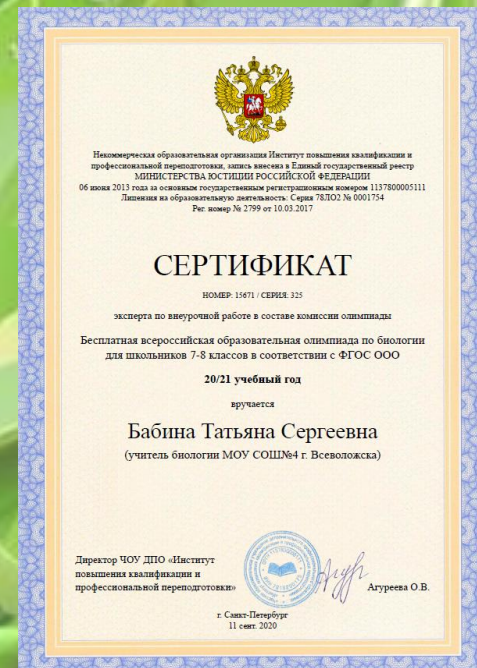 Некоммерческая образовательная организация Институт повышения квалификации и
профессиональной переподготовки, запись внесена в Единый государственный реестр
МИНИСТЕРСТВА ЮСТИЦИИ РОССИЙСКОЙ ФЕДЕРАЦИИ
06 июня 2013 года за основным государственным регистрационным номером 1137800005111
Лицензия на образовательную деятельность: Серия 78ЛО2 № 0001754
Рег. номер № 2799 от 10.03.2017
СЕРТИФИКАТ
НОМЕР: 15671 / СЕРИЯ: 325
эксперта по внеурочной работе в составе комиссии олимпиады
Бесплатная всероссийская образовательная олимпиада по биологии
для школьников 7-8 классов в соответствии с ФГОС ООО
20/21 учебный год
вручается
Бабина Татьяна Сергеевна
(учитель биологии МОУ СОШ№4 г. Всеволожска)
Директор ЧОУ ДПО «Институт
повышения квалификации и
профессиональной переподготовки»
Агуреева О.В.
г. Санкт-Петербург
11 сент. 2020